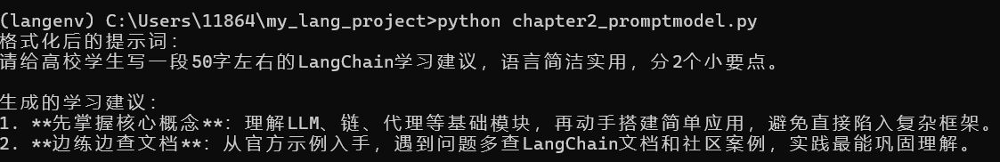 (langenv) C:\Users\11864\my_lang_project>python chapter2_promptmodel.py
格式化后的提示词：
请给高校学生写一段50字左右的LangChain学习建议，语言简洁实用，分2个小要点。

生成的学习建议：
1. **先掌握核心概念**：理解LLM、链、代理等基础模块，再动手搭建简单应用，避免直接陷入复杂框架。
2. **边练边查文档**：从官方示例入手，遇到问题多查LangChain文档和社区案例，实践最能巩固理解。